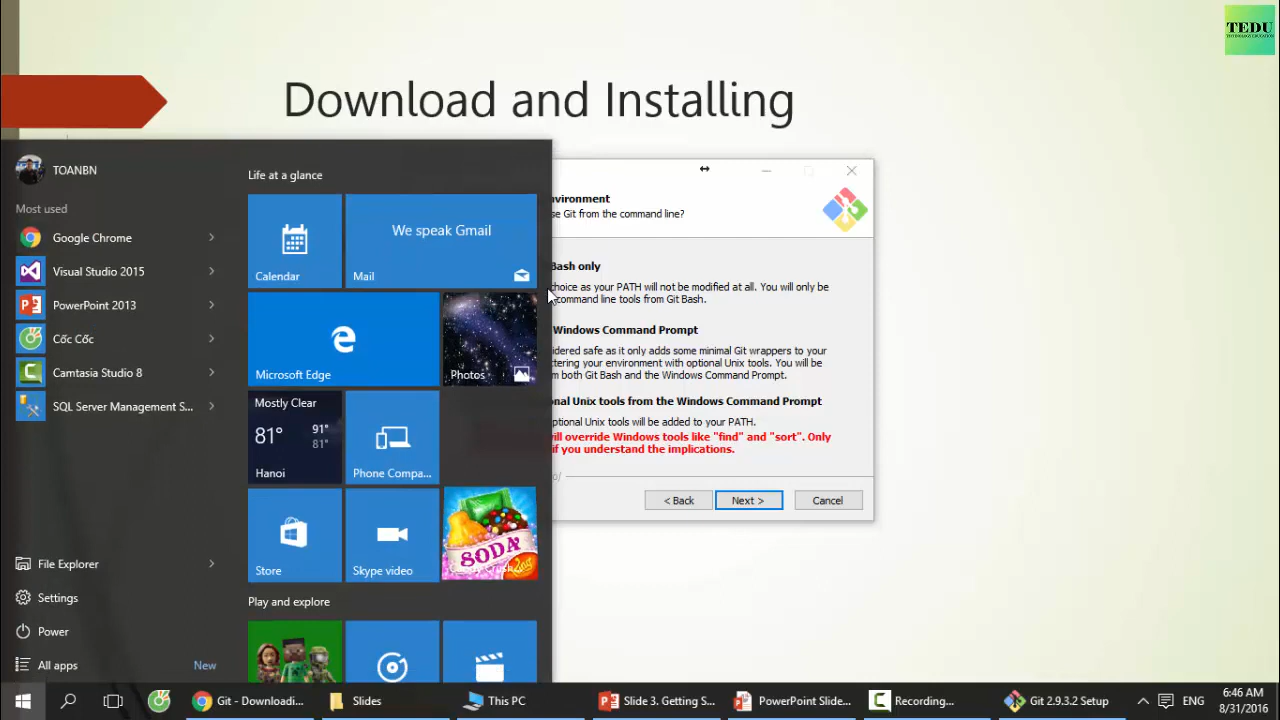 TEDU
TECHNOLOGY EDUCATION
Download and Installing
TOANBN
Most used
Google Chrome
Visual Studio 2015
PowerPoint 2013
Cốc Cốc
Camtasia Studio 8
SQL Server Management S...
File Explorer
Settings
Power
All apps
New
Life at a glance
Calendar
We speak Gmail
Mail
Microsoft Edge
Photos
Mostly Clear
81°
91°
81°
Hanoi
Phone Compa...
Store
Skype video
SODA
Play and explore
use Git from the command line?
Bash only
choice as your PATH will not be modified at all. You will only be
command line tools from Git Bash.
Windows Command Prompt
dered safe as it only adds some minimal Git wrappers to your
tering your environment with optional Unix tools. You will be
m both Git Bash and the Windows Command Prompt.
onal Unix tools from the Windows Command Prompt
ptional Unix tools will be added to your PATH.
ill override Windows tools like "find" and "sort". Only
if you understand the implications.
< Back
Next >
Cancel
Git - Downloadi...
Slides
This PC
Slide 3. Getting S...
PowerPoint Slide...
Recording...
Git 2.9.3.2 Setup
ENG
6:46 AM
8/31/2016